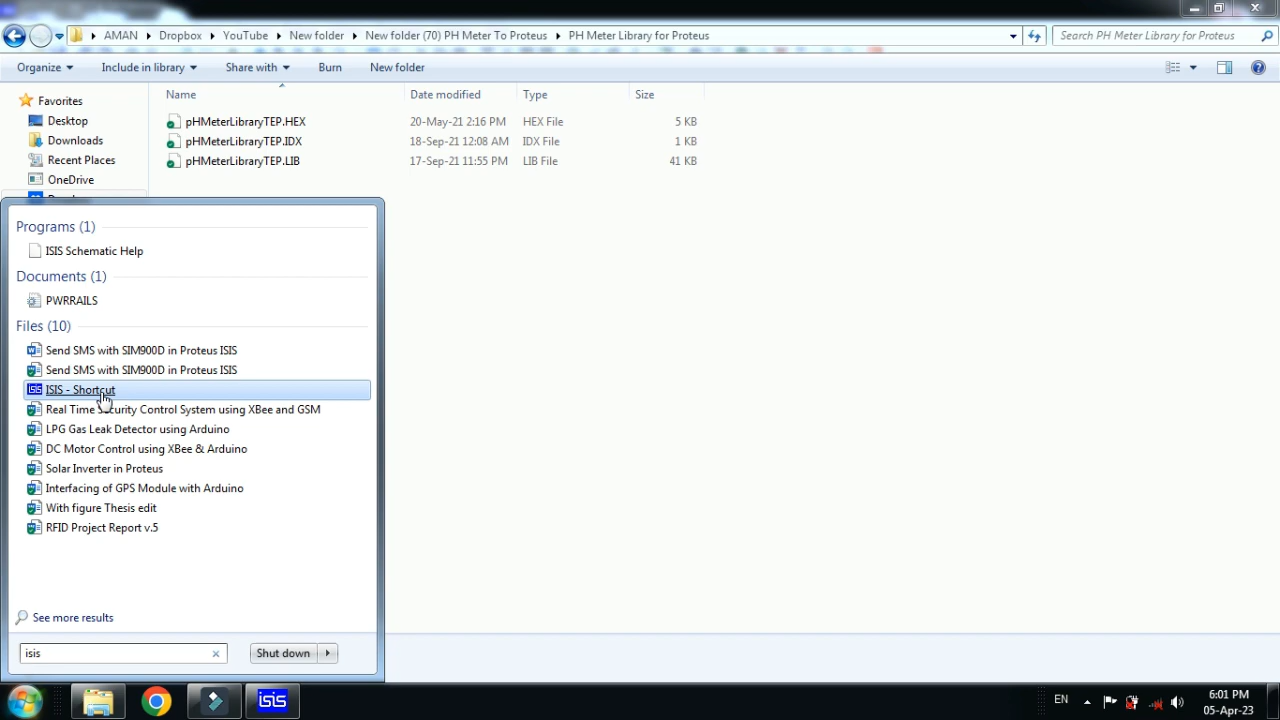 AMAN Dropbox YouTube New folder New folder (70) PH Meter To Proteus PH Meter Library for Proteus Search PH Meter Library for Proteus
Organize Include in library Share with Burn New folder
Name Date modified Type Size
Favorites
Desktop
Downloads
Recent Places
OneDrive
pHMeterLibraryTEP.HEX 20-May-21 2:16 PM HEX File 5 KB
pHMeterLibraryTEP.IDX 18-Sep-21 12:08 AM IDX File 1 KB
pHMeterLibraryTEP.LIB 17-Sep-21 11:55 PM LIB File 41 KB
Programs (1)
ISIS Schematic Help
Documents (1)
PWRRAILS
Files (10)
Send SMS with SIM900D in Proteus ISIS
Send SMS with SIM900D in Proteus ISIS
ISIS - Shortcut
Real Time Security Control System using XBee and GSM
LPG Gas Leak Detector using Arduino
DC Motor Control using XBee & Arduino
Solar Inverter in Proteus
Interfacing of GPS Module with Arduino
With figure Thesis edit
RFID Project Report v.5
See more results
isis Shut down
isis EN 6:01 PM
05-Apr-23